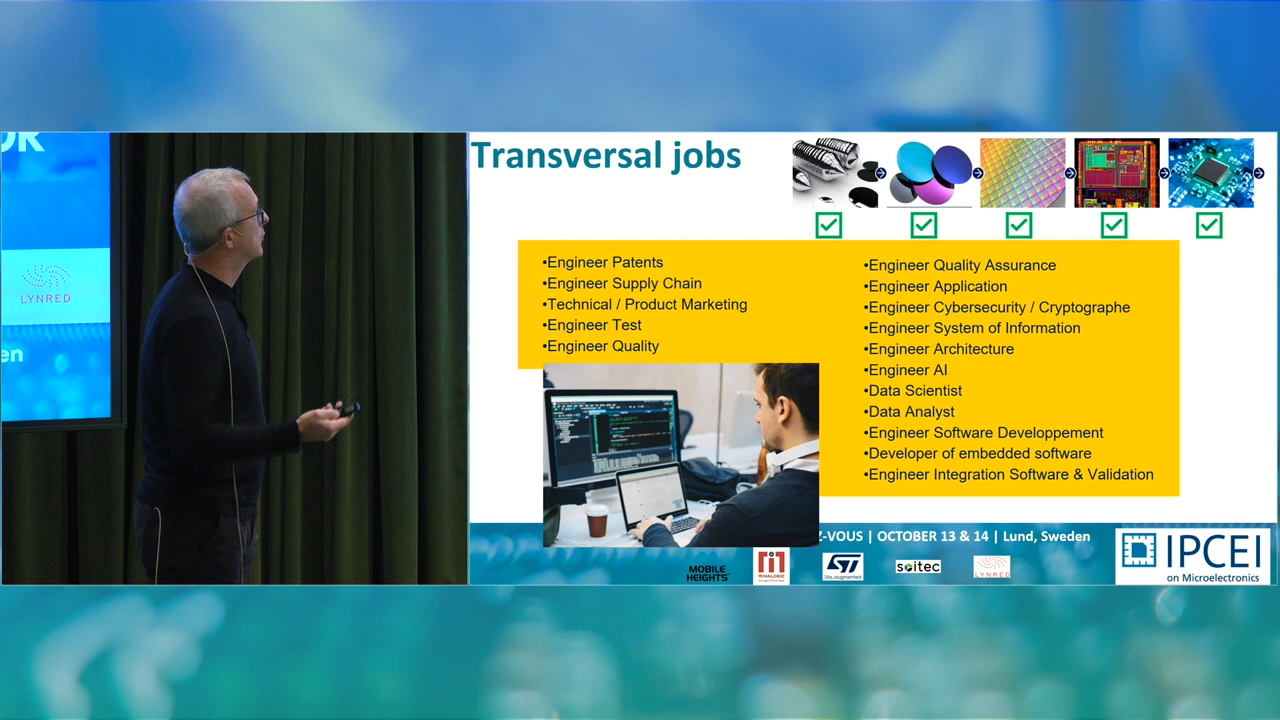 LYNRED
en
Transversal jobs
•Engineer Patents
•Engineer Supply Chain
•Technical / Product Marketing
•Engineer Test
•Engineer Quality
•Engineer Quality Assurance
•Engineer Application
•Engineer Cybersecurity / Cryptographe
•Engineer System of Information
•Engineer Architecture
•Engineer AI
•Data Scientist
•Data Analyst
•Engineer Software Developpement
•Developer of embedded software
•Engineer Integration Software & Validation
Z-VOUS | OCTOBER 13 & 14 | Lund, Sweden
MOBILE
HEIGHTS
MINALOGIC
ST
life.augmented
soitec
LYNRED
IPCEI
on Microelectronics